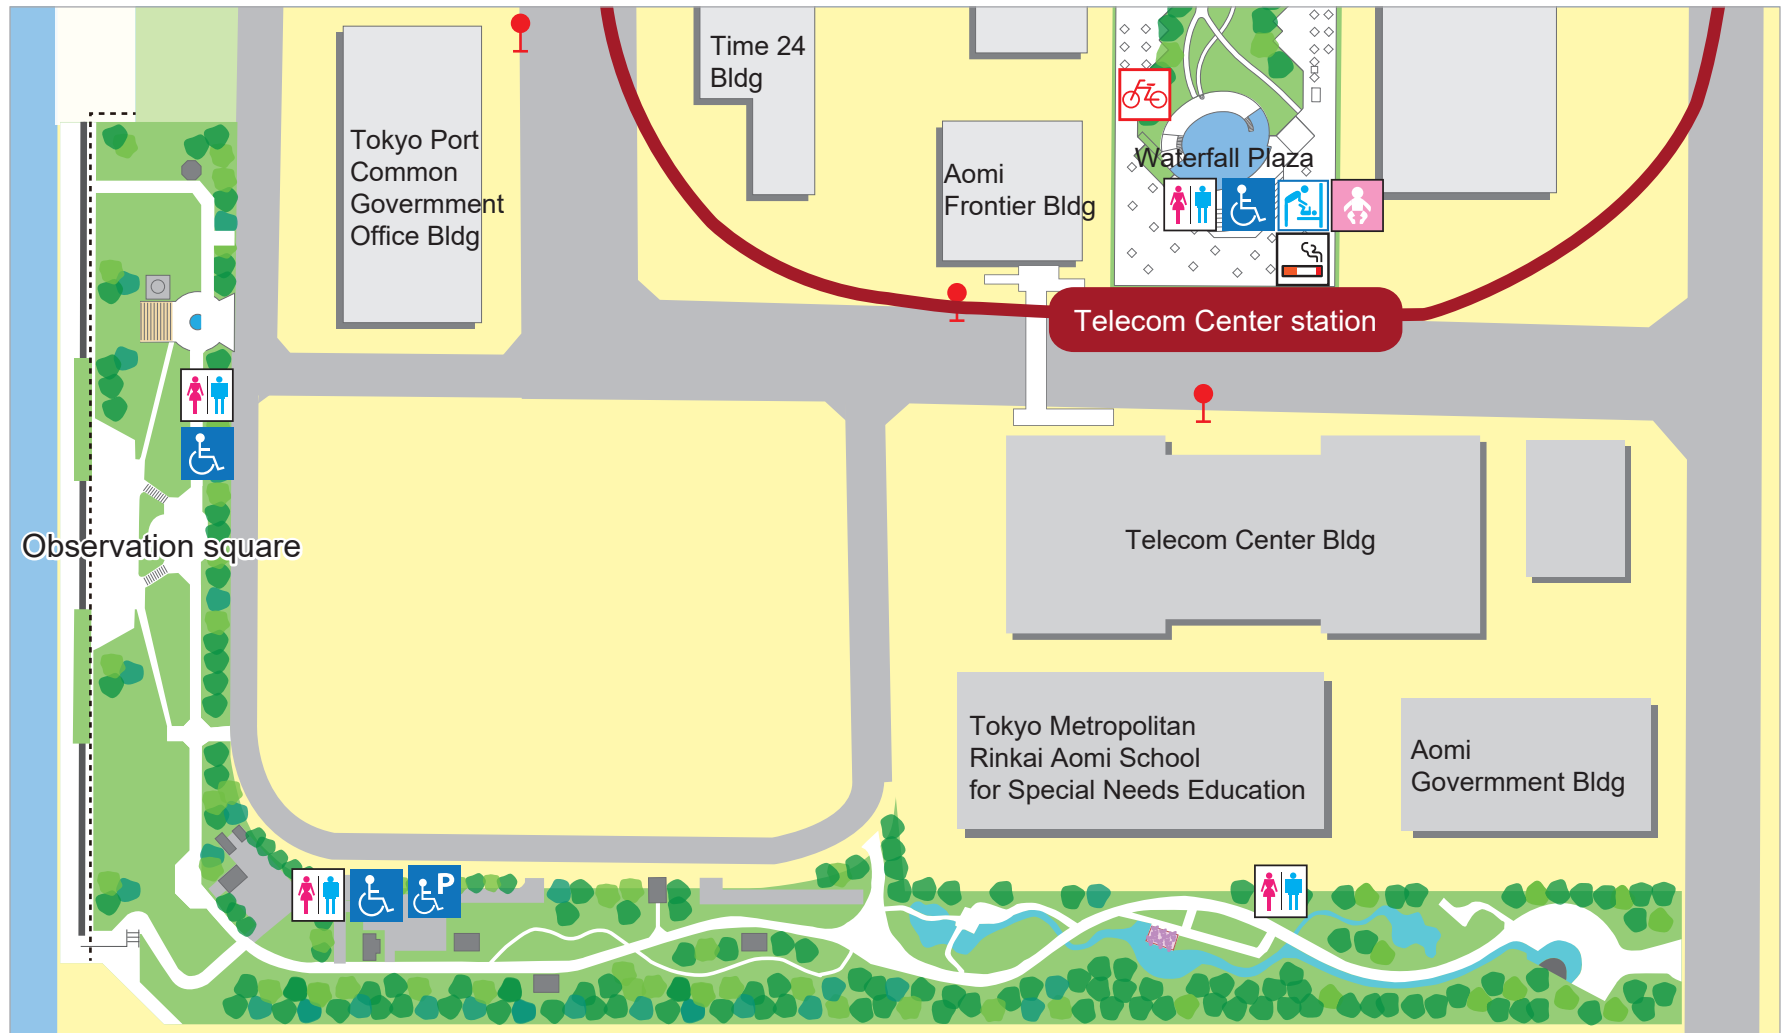 Time 24
Bldg
Tokyo Port
Common
Govermment
Office Bldg
Aomi
Frontier Bldg
Waterfall Plaza
Telecom Center station
Observation square
Telecom Center Bldg
Tokyo Metropolitan
Rinkai Aomi School
for Special Needs Education
Aomi
Govermment Bldg
P